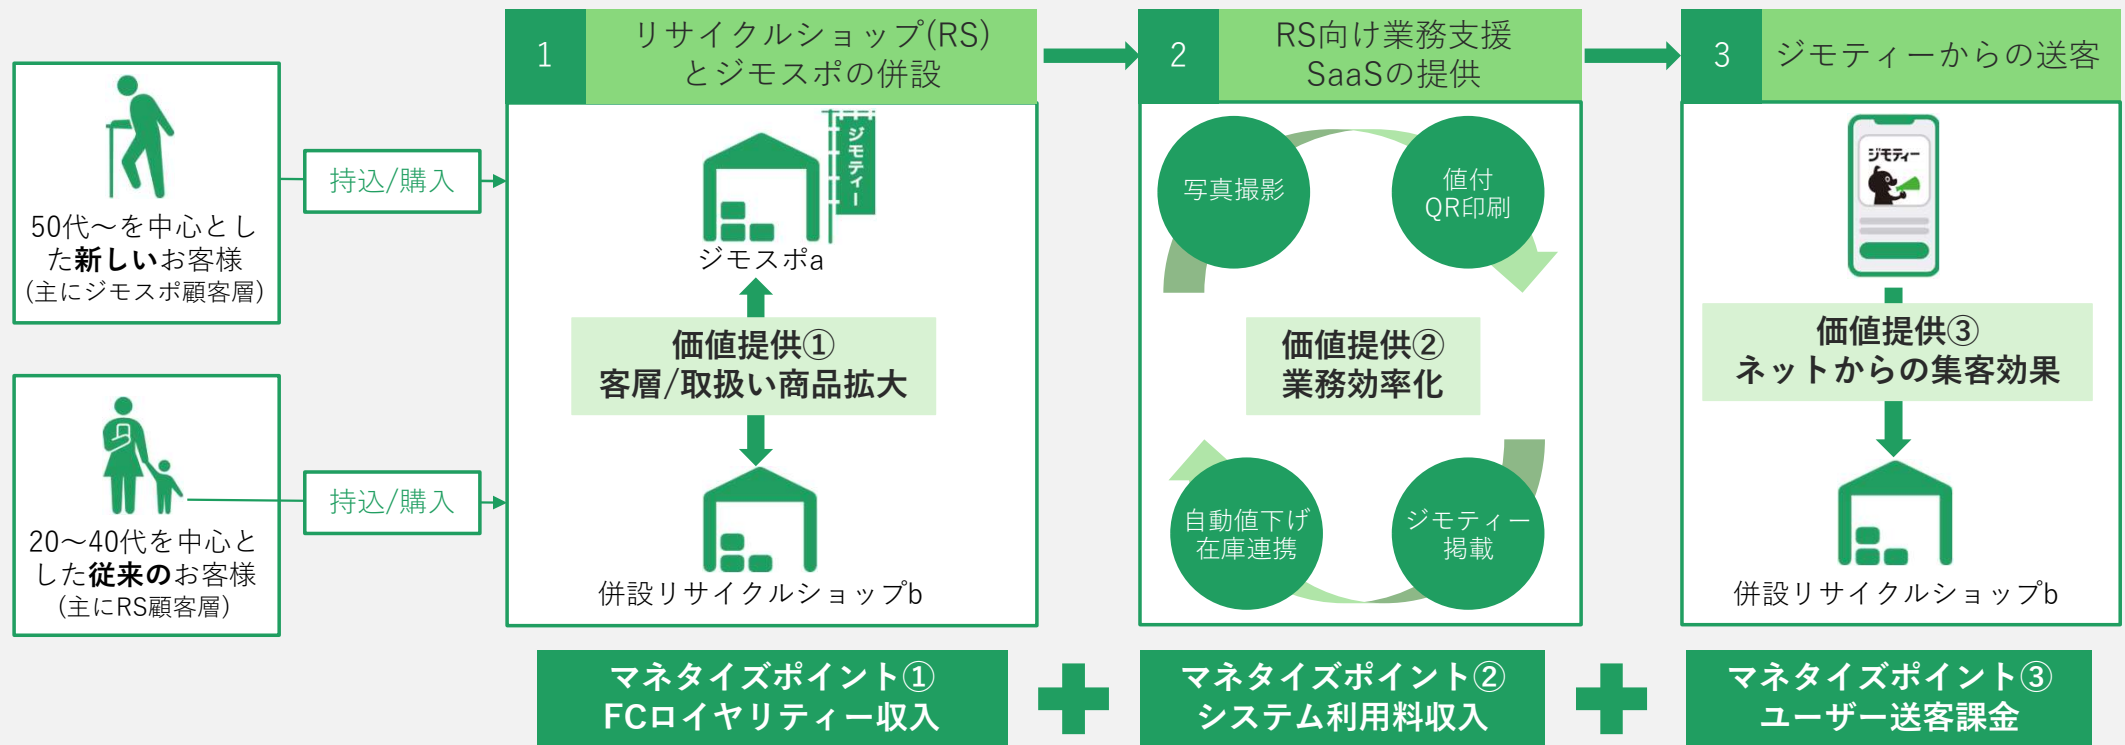 50代～を中心とし
た新しいお客様
(主にジモスポ顧客層)
20～40代を中心と
した従来のお客様
(主にRS顧客層)
持込/購入
持込/購入
1
リサイクルショップ(RS)
とジモスポの併設
ジモティー
ジモスポa
価値提供①
客層/取扱い商品拡大
併設リサイクルショップb
マネタイズポイント①
FCロイヤリティー収入
2
RS向け業務支援
SaaSの提供
写真撮影
値付
QR印刷
価値提供②
業務効率化
自動値下げ
在庫連携
ジモティー
掲載
マネタイズポイント②
システム利用料収入
3
ジモティーからの送客
ジモティー
価値提供③
ネットからの集客効果
併設リサイクルショップb
マネタイズポイント③
ユーザー送客課金